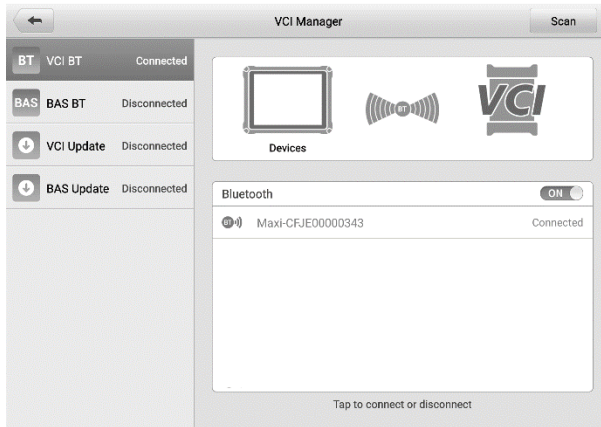 VCI Manager
Scan
BT VCI BT Connected
BAS BAS BT Disconnected
VCI Update Disconnected
BAS Update Disconnected
BT
VCI
Devices
Bluetooth ON
BT Maxi-CFJE00000343 Connected
Tap to connect or disconnect